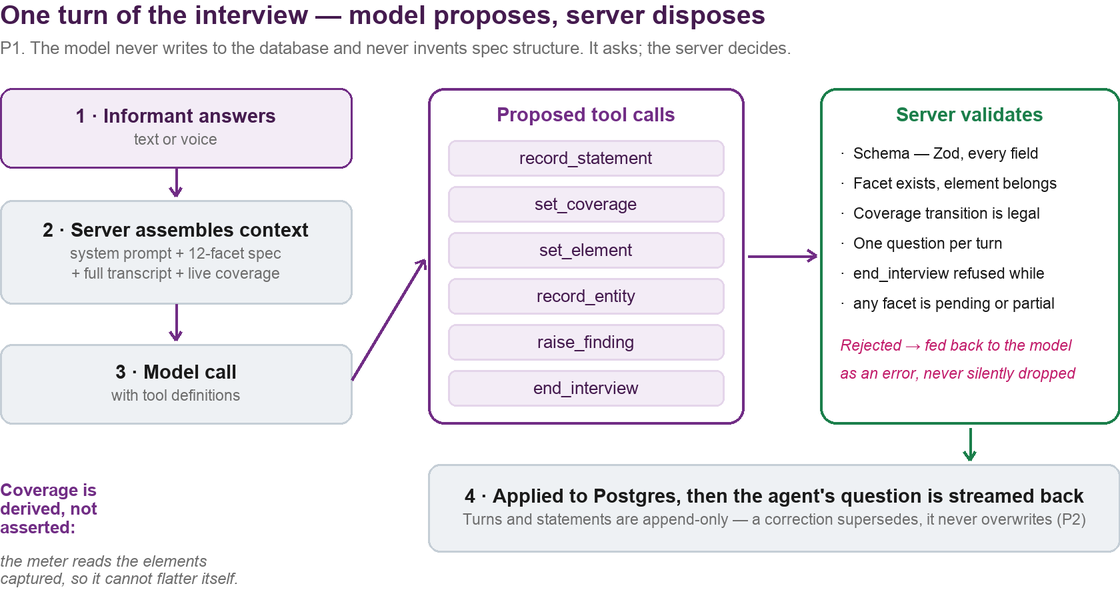 One turn of the interview — model proposes, server disposes
P1. The model never writes to the database and never invents spec structure. It asks; the server decides.
1 · Informant answers
text or voice
2 · Server assembles context
system prompt + 12-facet spec
+ full transcript + live coverage
3 · Model call
with tool definitions
Proposed tool calls
record_statement
set_coverage
set_element
record_entity
raise_finding
end_interview
Server validates
· Schema — Zod, every field
· Facet exists, element belongs
· Coverage transition is legal
· One question per turn
· end_interview refused while
· any facet is pending or partial
Rejected → fed back to the model
as an error, never silently dropped
4 · Applied to Postgres, then the agent's question is streamed back
Turns and statements are append-only — a correction supersedes, it never overwrites (P2)
Coverage is
derived, not
asserted:
the meter reads the elements
captured, so it cannot flatter itself.